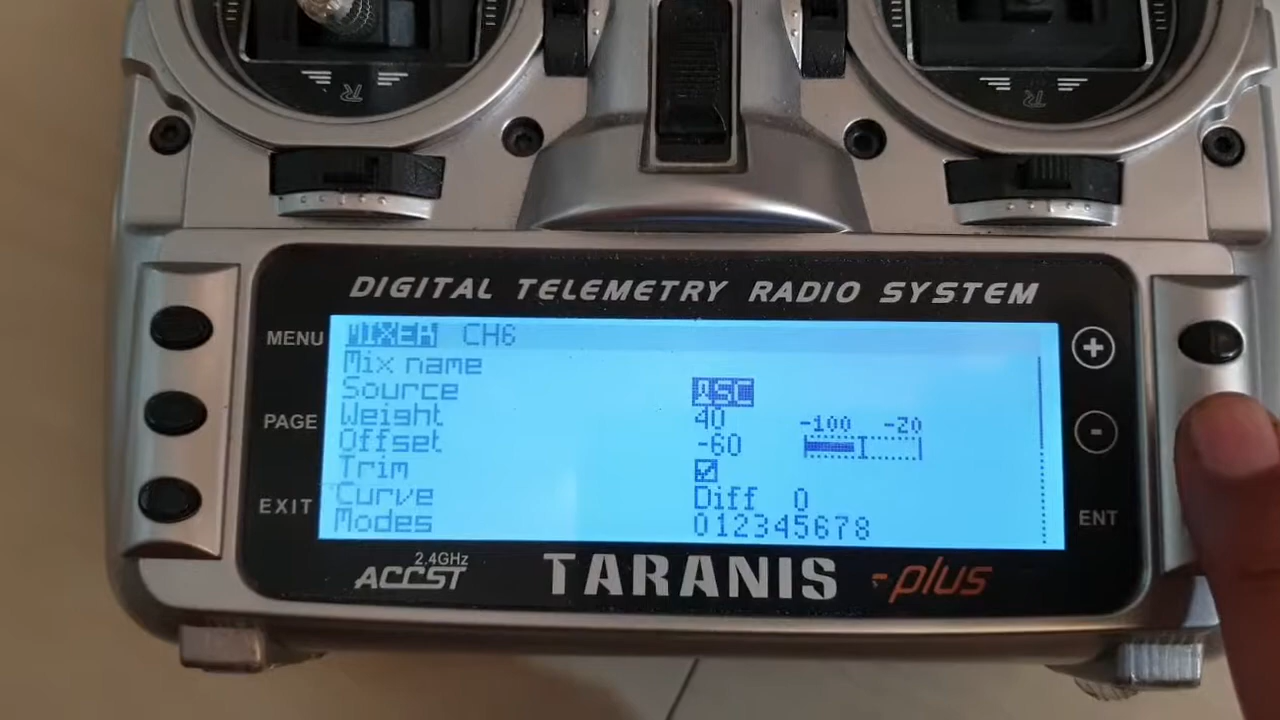 DIGITAL TELEMETRY RADIO SYSTEM
MENU
PAGE
EXIT
MIXER CH6
Mix name
Source
Weight 40 -100 -20
Offset -60
Trim
Curve Diff 0
Modes 012345678
+
-
ENT
2.4GHz
ACCST
TARANIS -plus